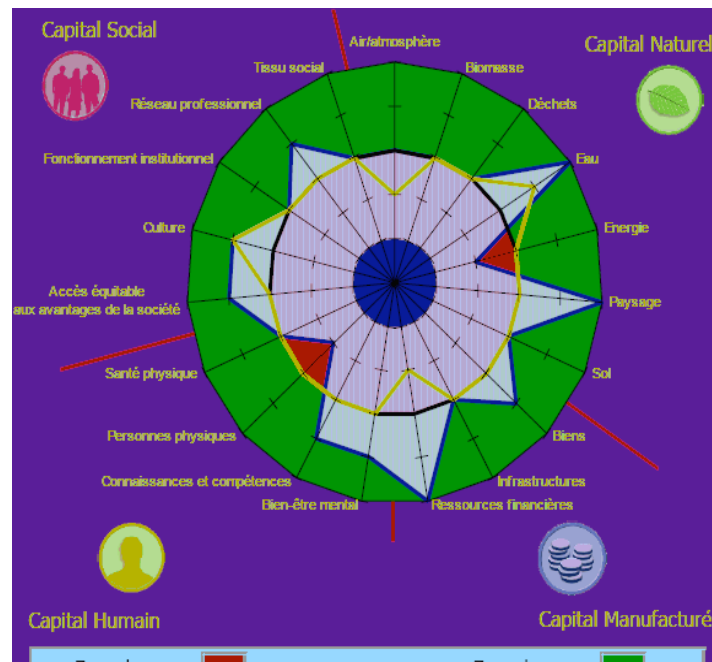 Capital Social
Capital Naturel
Air/atmosphère
Tissu social
Biomasse
Réseau professionnel
Déchets
Fonctionnement institutionnel
Eau
Culture
Energie
Accès équitable
aux avantages de la société
Paysage
Santé physique
Sol
Personnes physiques
Biens
Connaissances et compétences
Infrastructures
Bien-être mental
Ressources financières
Capital Humain
Capital Manufacturé